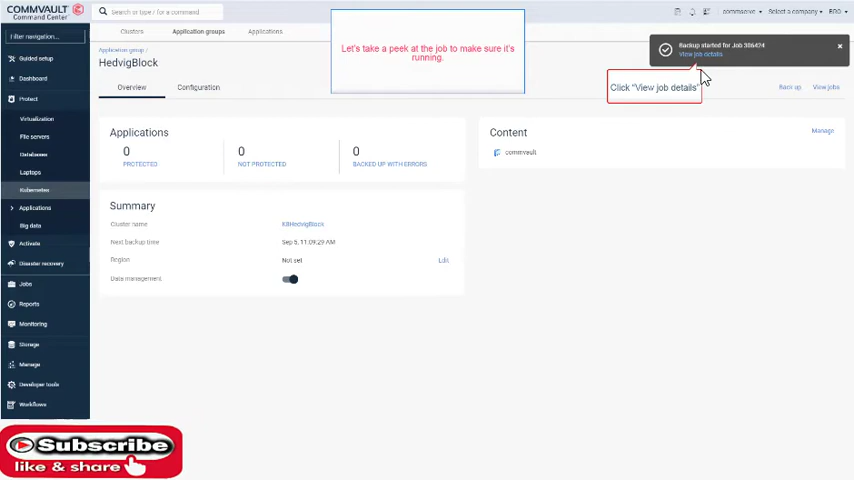 COMMVAULT
Command Center
Search or type for a command
commserve
Select a company
Filter navigation...
Guided setup
Dashboard
Protect
Virtualization
File servers
Databases
Laptops
Kubernetes
Applications
Big data
Activate
Disaster recovery
Jobs
Reports
Monitoring
Storage
Manage
Developer tools
Workflows
Clusters
Application groups
Applications
Application group /
HedvigBlock
Overview
Configuration
Back up
View jobs
Let's take a peek at the job to make sure it's
running.
Backup started for Job 386424
View job details
Click "View job details"
Applications
0
PROTECTED
0
NOT PROTECTED
0
BACKED UP WITH ERRORS
Summary
Cluster name
K8HedvigBlock
Next backup time
Sep 5, 11:09:29 AM
Region
Not set
Edit
Data management
Content
Manage
commvault
Subscribe
like & share